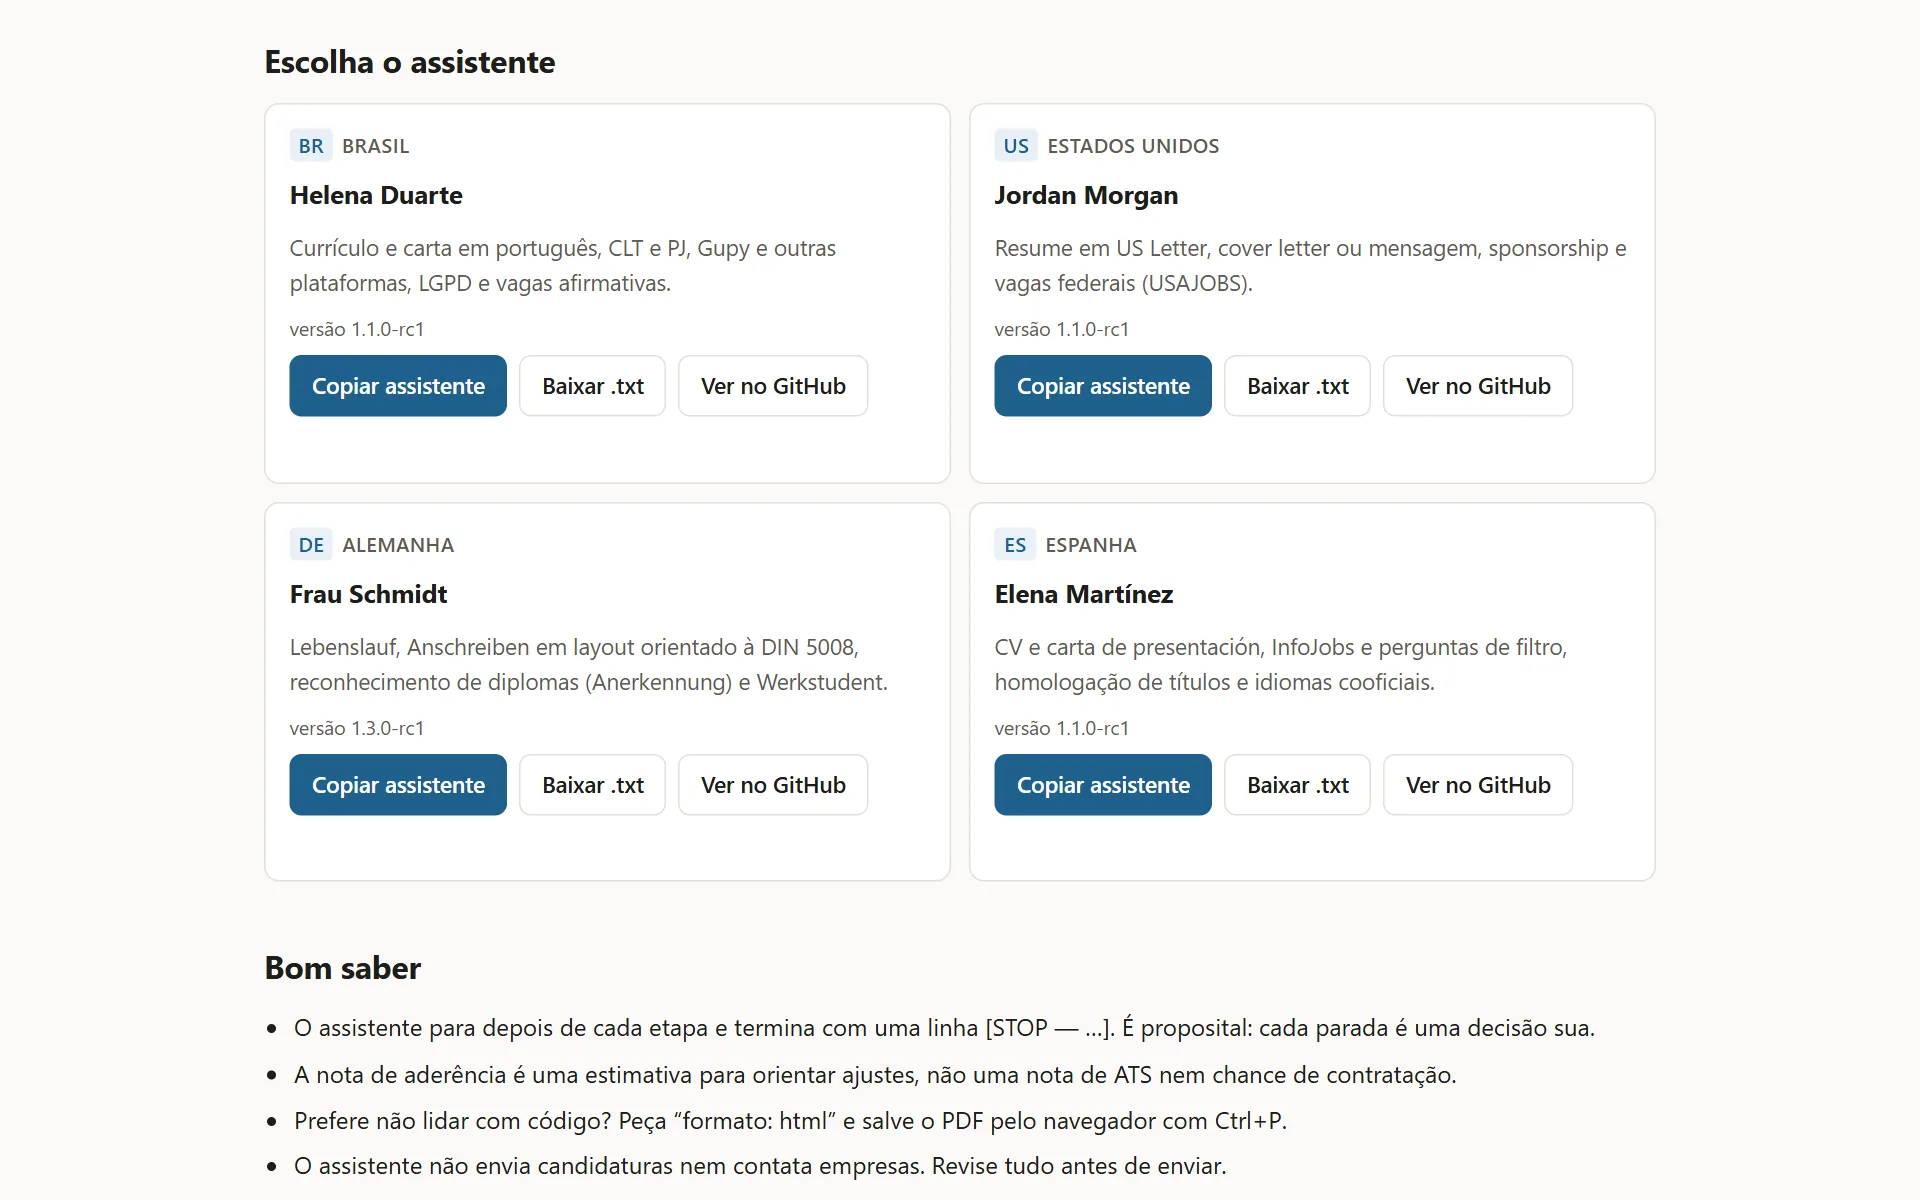 Escolha o assistente
BR BRASIL
Helena Duarte
Currículo e carta em português, CLT e PJ, Gupy e outras
plataformas, LGPD e vagas afirmativas.
versão 1.1.0-rc1
Copiar assistente
Baixar .txt
Ver no GitHub
US ESTADOS UNIDOS
Jordan Morgan
Resume em US Letter, cover letter ou mensagem, sponsorship e
vagas federais (USAJOBS).
versão 1.1.0-rc1
Copiar assistente
Baixar .txt
Ver no GitHub
DE ALEMANHA
Frau Schmidt
Lebenslauf, Anschreiben em layout orientado à DIN 5008,
reconhecimento de diplomas (Anerkennung) e Werkstudent.
versão 1.3.0-rc1
Copiar assistente
Baixar .txt
Ver no GitHub
ES ESPANHA
Elena Martínez
CV e carta de presentación, InfoJobs e perguntas de filtro,
homologação de títulos e idiomas cooficiais.
versão 1.1.0-rc1
Copiar assistente
Baixar .txt
Ver no GitHub
Bom saber
• O assistente para depois de cada etapa e termina com uma linha [STOP — …]. É proposital: cada parada é uma decisão sua.
• A nota de aderência é uma estimativa para orientar ajustes, não uma nota de ATS nem chance de contratação.
• Prefere não lidar com código? Peça “formato: html” e salve o PDF pelo navegador com Ctrl+P.
• O assistente não envia candidaturas nem contata empresas. Revise tudo antes de enviar.